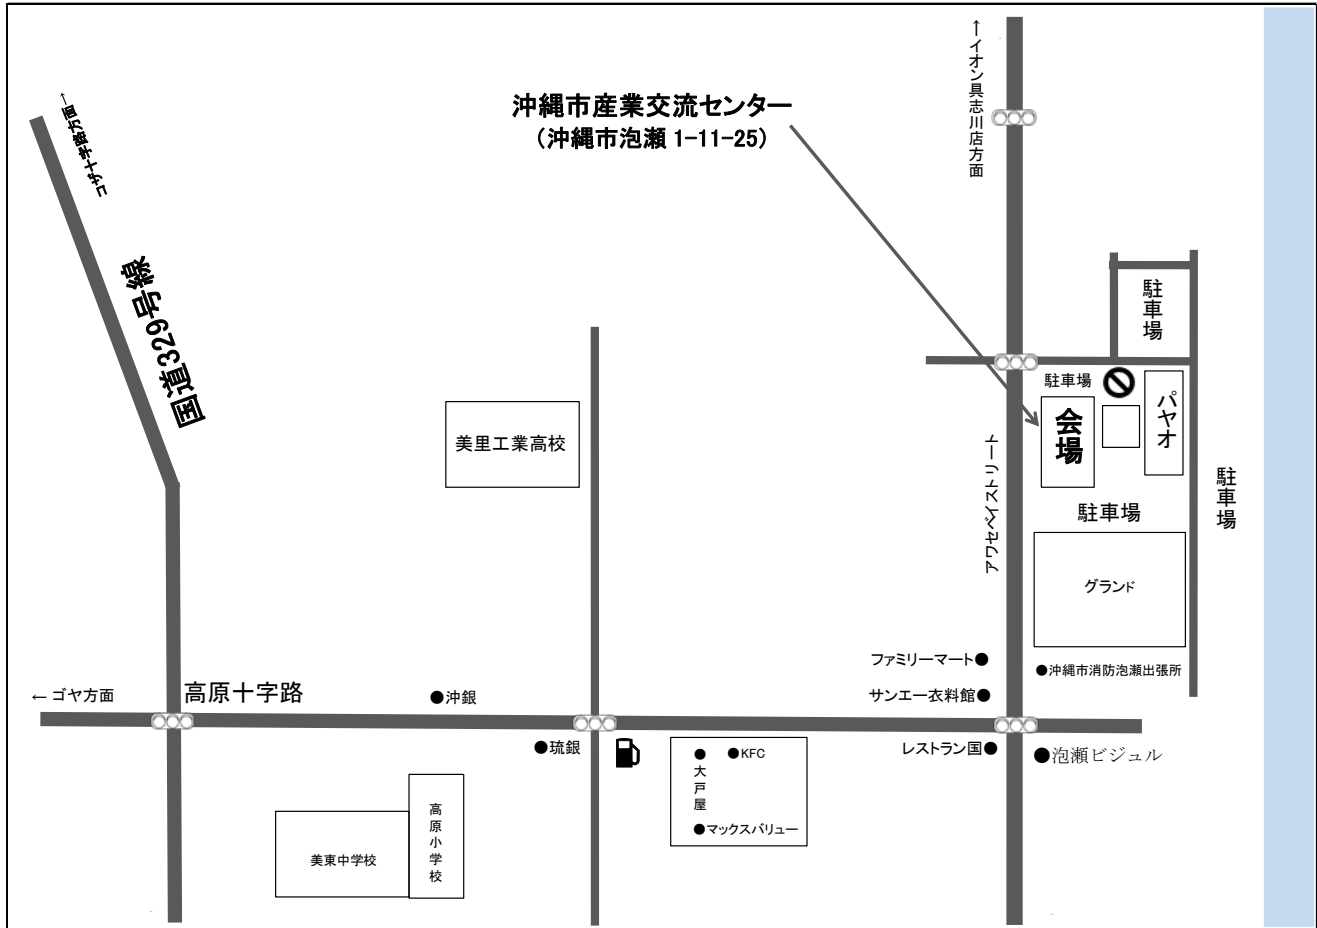 ↑イオン具志川店方面
コザ十字路方面→
沖縄市産業交流センター
（沖縄市泡瀬 1-11-25）
国道329号線
駐車場
駐車場
会場
パヤオ
美里工業高校
アワセベイストリート
駐車場
駐車場
グランド
ファミリーマート●
●沖縄市消防泡瀬出張所
← ゴヤ方面
高原十字路
●沖銀
サンエー衣料館●
●琉銀
●大戸屋
●KFC
レストラン国●
●泡瀬ビジュル
●マックスバリュー
高原小学校
美東中学校